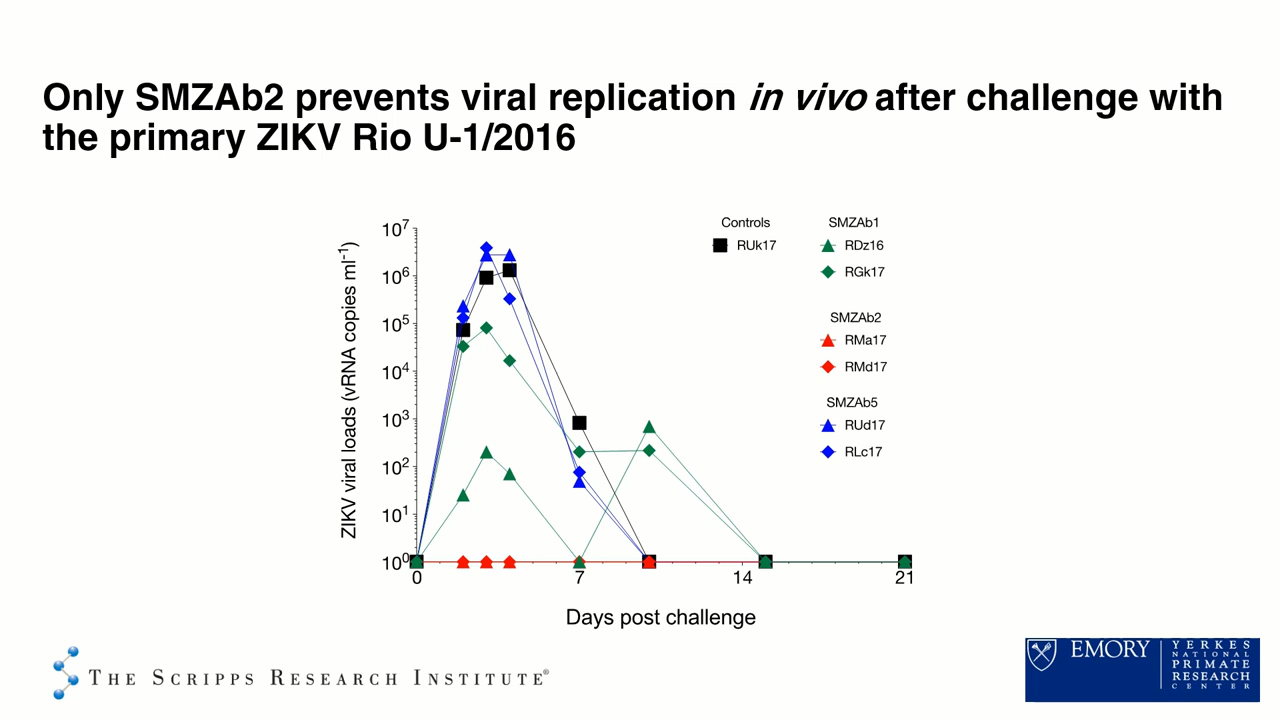 Only SMZAb2 prevents viral replication in vivo after challenge with
the primary ZIKV Rio U-1/2016
ZIKV viral loads (vRNA copies ml⁻¹)
10⁷
10⁶
10⁵
10⁴
10³
10²
10¹
10⁰
0 7 14 21
Days post challenge
Controls
RUk17
SMZAb1
RDz16
RGk17
SMZAb2
RMa17
RMd17
SMZAb5
RUd17
RLc17
THE SCRIPPS RESEARCH INSTITUTE®
EMORY
YERKES
NATIONAL
PRIMATE
RESEARCH
CENTER